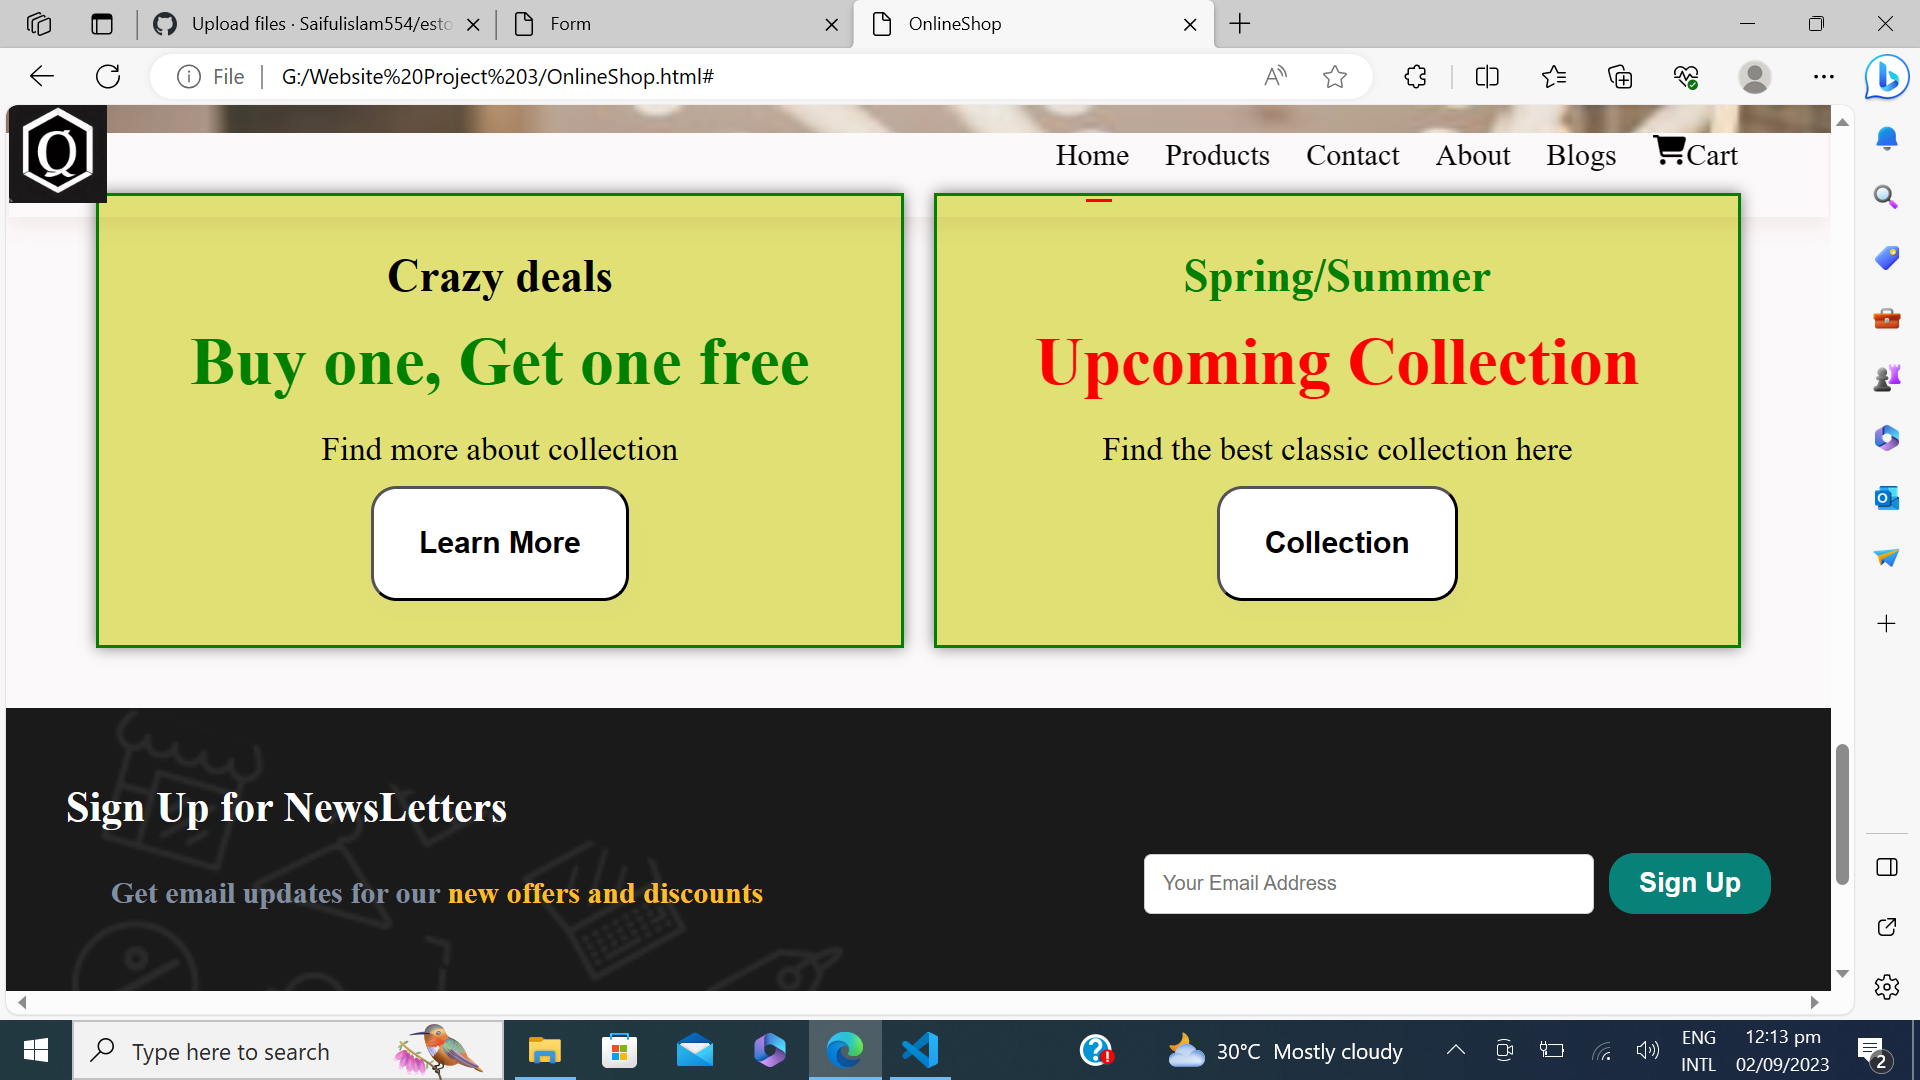 Upload files · Saifulislam554/esto
Form
OnlineShop
File
G:/Website%20Project%203/OnlineShop.html#
Q
Home Products Contact About Blogs Cart
Crazy deals
Buy one, Get one free
Find more about collection
Learn More
Spring/Summer
Upcoming Collection
Find the best classic collection here
Collection
Sign Up for NewsLetters
Get email updates for our new offers and discounts
Your Email Address
Sign Up
Type here to search
30°C Mostly cloudy
ENG
INTL
12:13 pm
02/09/2023
2